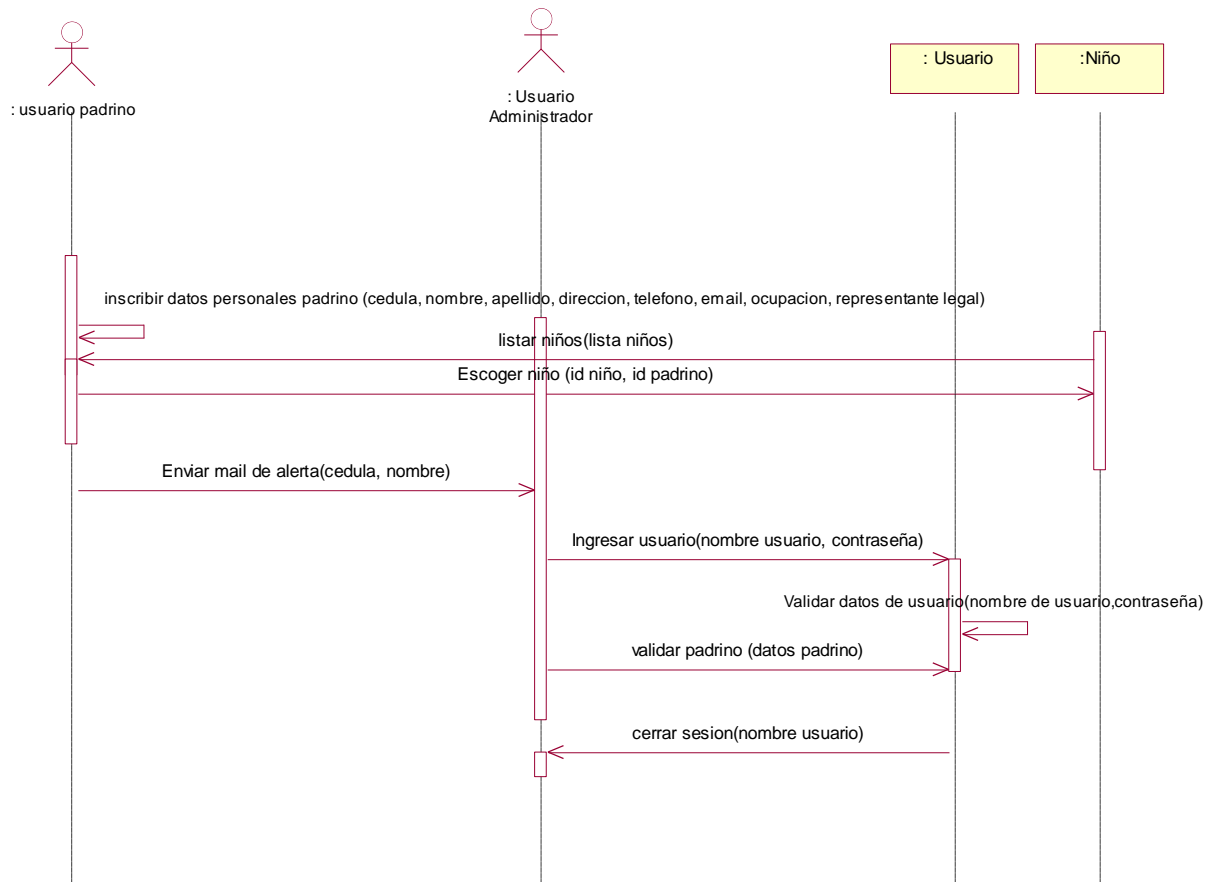 : usuario padrino
: Usuario
Administrador
: Usuario
:Niño
inscribir datos personales padrino (cedula, nombre, apellido, direccion, telefono, email, ocupacion, representante legal)
listar niños(lista niños)
Escoger niño (id niño, id padrino)
Enviar mail de alerta(cedula, nombre)
Ingresar usuario(nombre usuario, contraseña)
Validar datos de usuario(nombre de usuario,contraseña)
validar padrino (datos padrino)
cerrar sesion(nombre usuario)